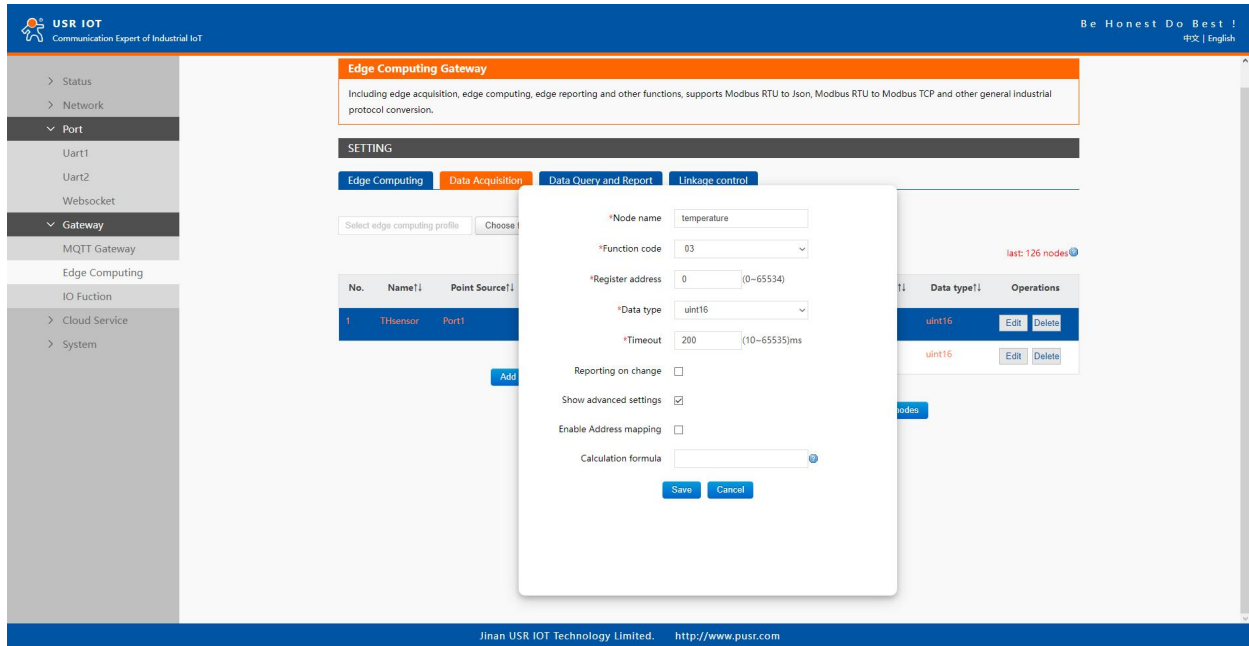 USR IOT
Communication Expert of Industrial IoT
Be Honest Do Best !
中文 | English
Status
Network
Port
Uart1
Uart2
Websocket
Gateway
MQTT Gateway
Edge Computing
IO Fuction
Cloud Service
System
Edge Computing Gateway
Including edge acquisition, edge computing, edge reporting and other functions, supports Modbus RTU to Json, Modbus RTU to Modbus TCP and other general industrial
protocol conversion.
SETTING
Edge Computing Data Acquisition Data Query and Report Linkage control
Select edge computing profile Choose
last: 126 nodes
No. Name↑↓ Point Source↑↓ ↑↓ Data type↑↓ Operations
1 THsensor Port1 uint16 Edit Delete
uint16 Edit Delete
Add
nodes
*Node name temperature
*Function code 03
*Register address 0 (0~65534)
*Data type uint16
*Timeout 200 (10~65535)ms
Reporting on change
Show advanced settings
Enable Address mapping
Calculation formula
Save Cancel
Jinan USR IOT Technology Limited. http://www.pusr.com